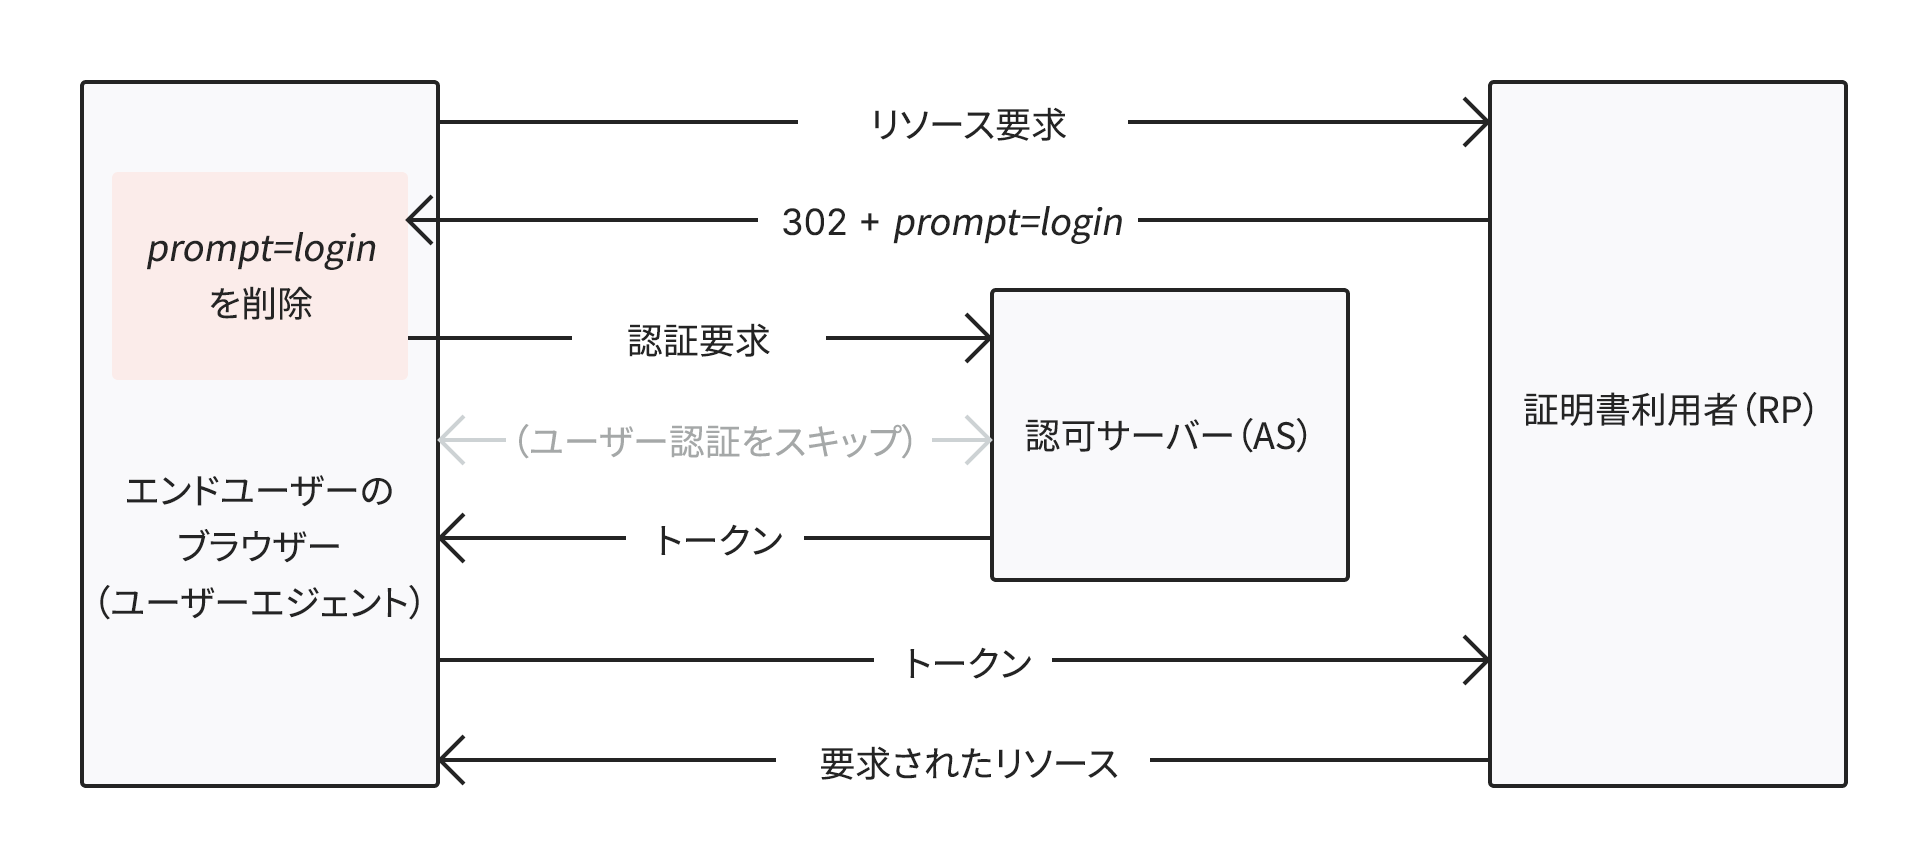 リソース要求
302 + prompt=login
prompt=login
を削除
認証要求
(ユーザー認証をスキップ)
認可サーバー(AS)
証明書利用者(RP)
エンドユーザーの
ブラウザー
(ユーザーエージェント)
トークン
トークン
要求されたリソース